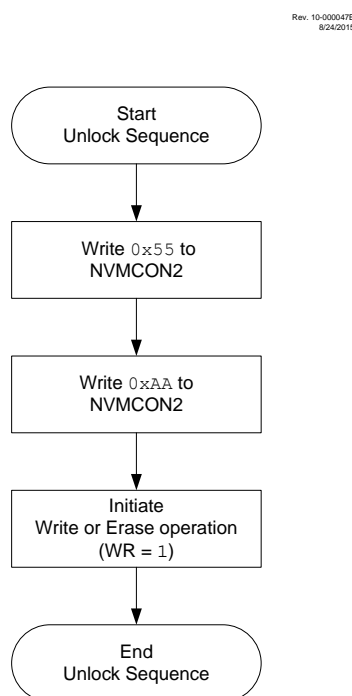 Rev. 10-000047B
8/24/2015
Start
Unlock Sequence
Write 0x55 to
NVMCON2
Write 0xAA to
NVMCON2
Initiate
Write or Erase operation
(WR = 1)
End
Unlock Sequence